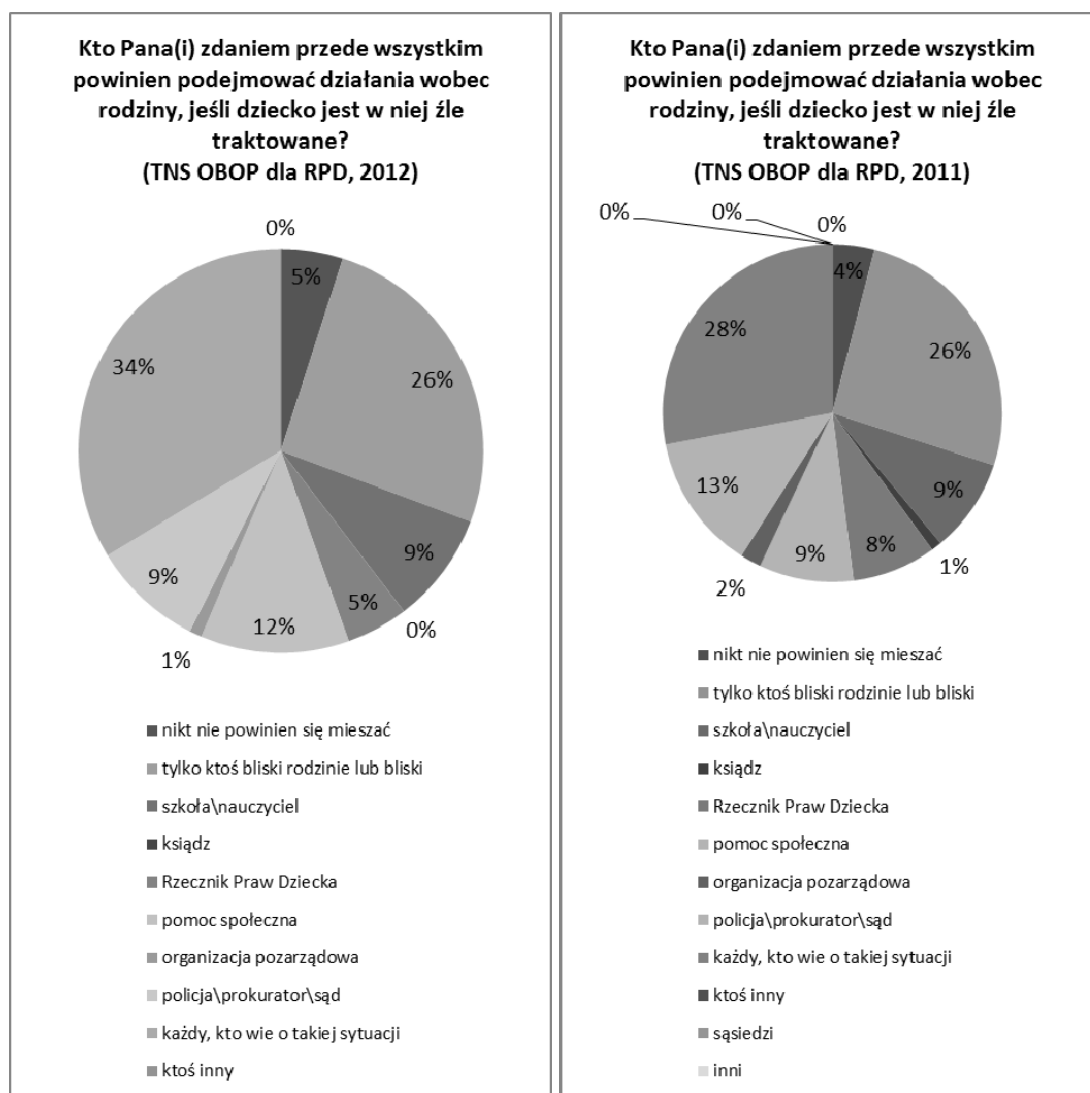 Kto Pana(i) zdaniem przede wszystkim
powinien podejmować działania wobec
rodziny, jeśli dziecko jest w niej źle
traktowane?
(TNS OBOP dla RPD, 2012)
0%
5%
26%
9%
0%
5%
12%
1%
9%
34%
nikt nie powinien się mieszać
tylko ktoś bliski rodzinie lub bliski
szkoła\nauczyciel
ksiądz
Rzecznik Praw Dziecka
pomoc społeczna
organizacja pozarządowa
policja\prokurator\sąd
każdy, kto wie o takiej sytuacji
ktoś inny
Kto Pana(i) zdaniem przede wszystkim
powinien podejmować działania wobec
rodziny, jeśli dziecko jest w niej źle
traktowane?
(TNS OBOP dla RPD, 2011)
0%
0%
0%
4%
26%
9%
1%
8%
9%
2%
13%
28%
nikt nie powinien się mieszać
tylko ktoś bliski rodzinie lub bliski
szkoła\nauczyciel
ksiądz
Rzecznik Praw Dziecka
pomoc społeczna
organizacja pozarządowa
policja\prokurator\sąd
każdy, kto wie o takiej sytuacji
ktoś inny
sąsiedzi
inni